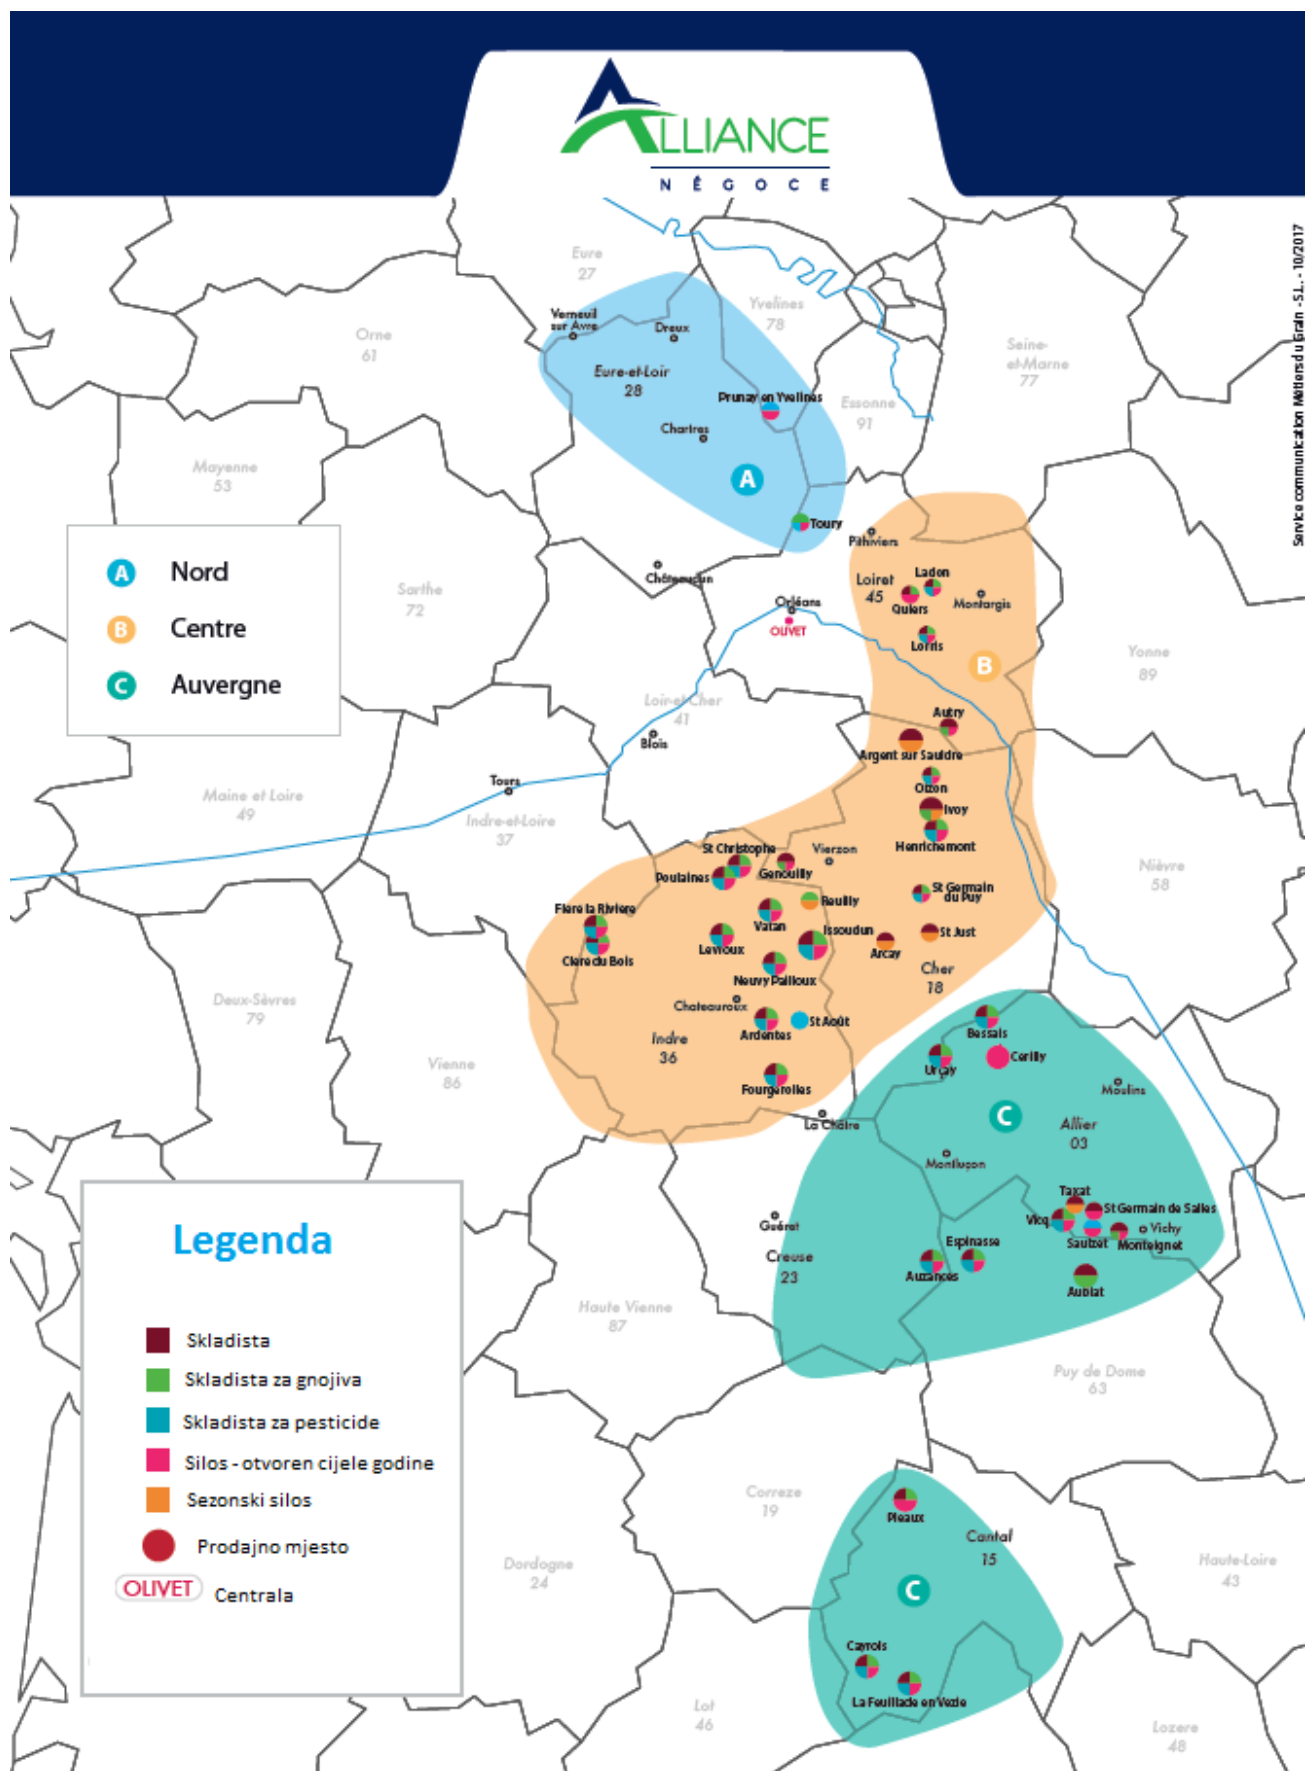 ALLIANCE
NÉGOCE
Service communication Métiers du Grain - S.L. - 10/2017
Eure
27
Yvelines
78
Verneuil
sur Avre
Dreux
Orne
61
Seine-
et-Marne
77
Eure-et-Loir
28
Prunay en Yvelines
Essonne
91
Chartres
Mayenne
53
A
Toury
Pithiviers
A Nord
B Centre
C Auvergne
Châteaudun
Sarthe
72
Loiret
45
Ladon
Quiers
Montargis
Orléans
OLIVET
Lorris
B
Yonne
89
Loir-et-Cher
41
Autry
Blois
Argent sur Sauldre
Tours
Oizon
Maine et Loire
49
Ivoy
Indre-et-Loire
37
Henrichemont
St Christophe
Vierzon
Genouilly
Poulaines
Nièvre
58
St Germain
du Puy
Reuilly
Flere la Riviere
Vatan
Issoudun
St Just
Levroux
Arcay
Clere du Bois
Neuvy Pailloux
Cher
18
Deux-Sèvres
79
Chateauroux
St Août
Ardentes
Bessais
Indre
36
Cerilly
Vienne
86
Urçay
Fourgerolles
Moulins
C
La Châtre
Allier
03
Montluçon
Taxat
St Germain de Salles
Vicq
Guéret
Vichy
Saulzet
Monteignet
Espinasse
Creuse
23
Auzances
Aubiat
Haute Vienne
87
Puy de Dome
63
Legenda
Skladista
Skladista za gnojiva
Skladista za pesticide
Silos - otvoren cijele godine
Sezonski silos
Prodajno mjesto
OLIVET Centrala
Correze
19
Pleaux
Cantal
15
Dordogne
24
Haute-Loire
43
C
Cayrols
La Feuillade en Vezie
Lot
46
Lozere
48